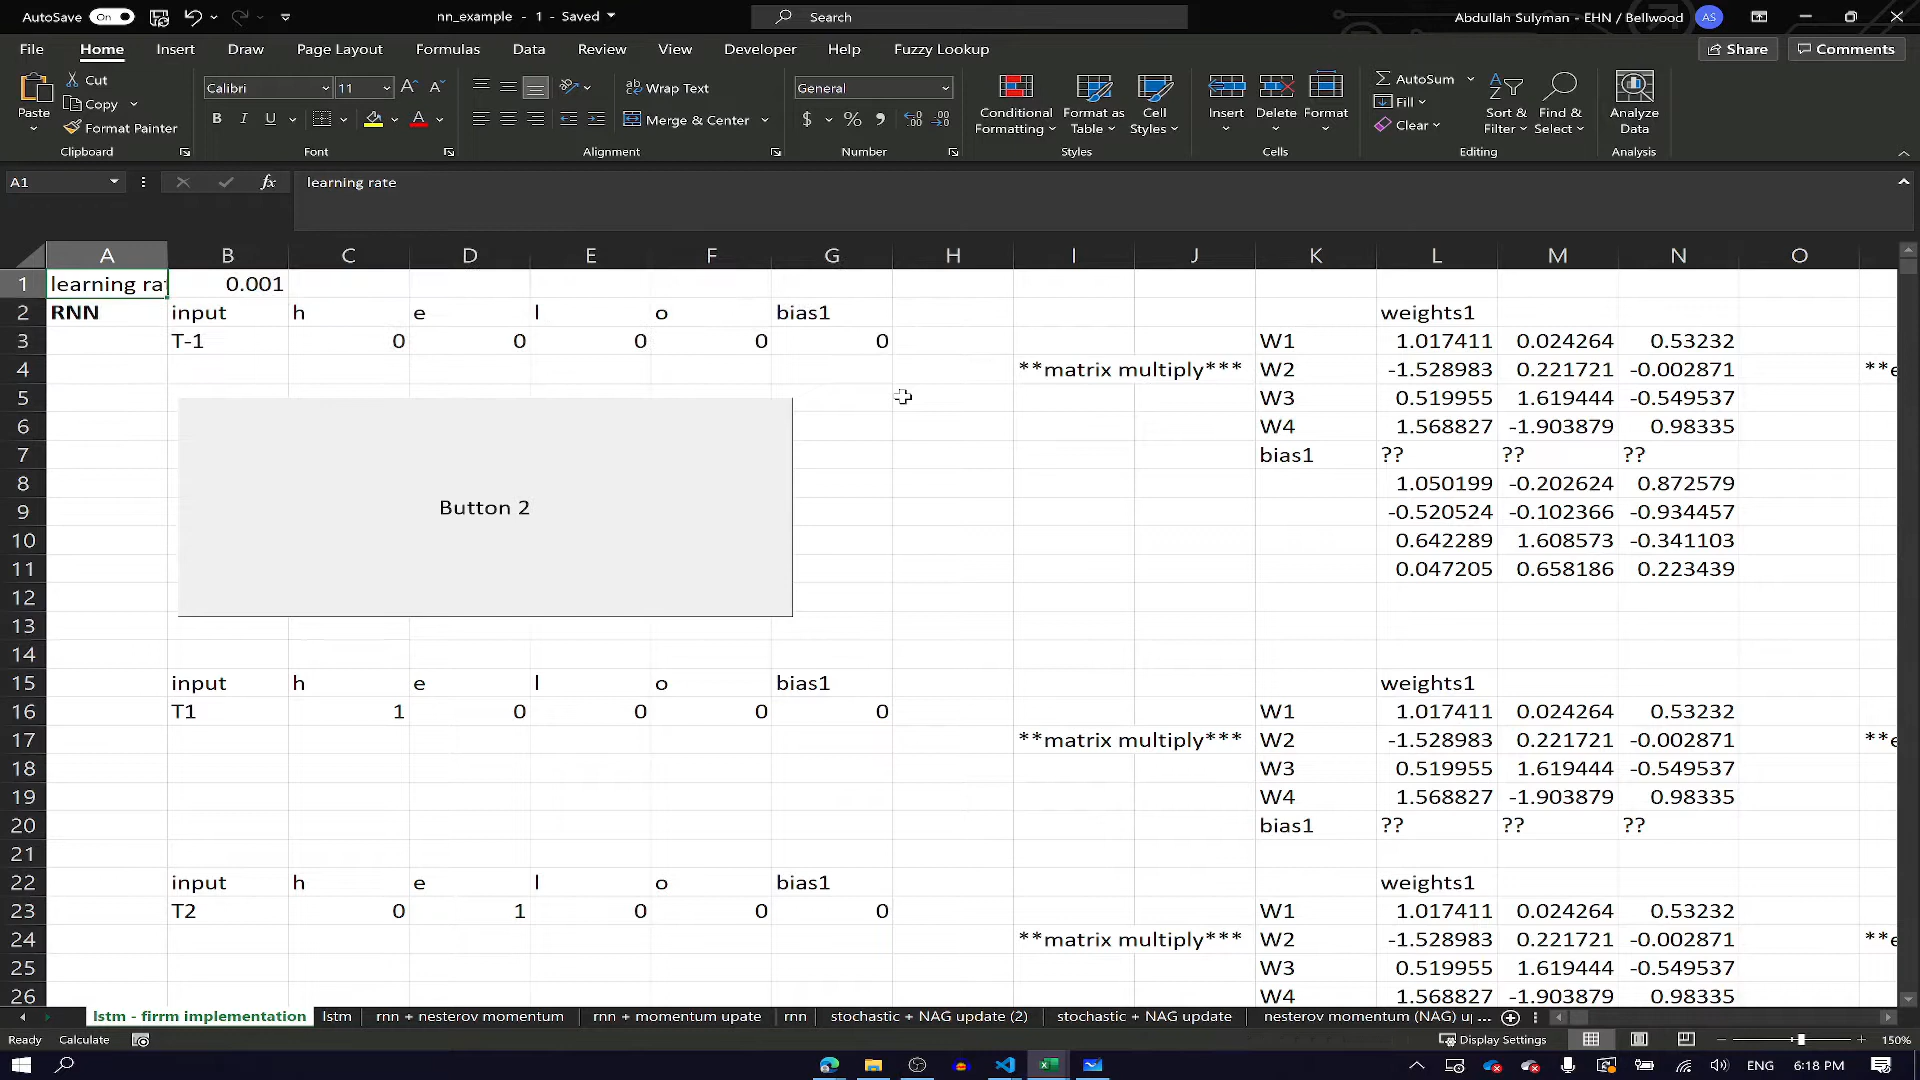 AutoSave On nn_example - 1 - Saved Search Abdullah Sulyman - EHN / Bellwood AS
File Home Insert Draw Page Layout Formulas Data Review View Developer Help Fuzzy Lookup Share Comments
Paste Cut Copy Format Painter Clipboard
Calibri 11 B I U A Font
Wrap Text Merge & Center Alignment
General $ % Number
Conditional Formatting Format as Table Cell Styles Styles
Insert Delete Format Cells
AutoSum Fill Clear Sort & Filter Find & Select Editing
Analyze Data Analysis
A1 fx learning rate
A B C D E F G H I J K L M N O
1 learning rat 0.001
2 RNN input h e l o bias1 weights1
3 T-1 0 0 0 0 0 W1 1.017411 0.024264 0.53232
4 **matrix multiply*** W2 -1.528983 0.221721 -0.002871 **e
5 W3 0.519955 1.619444 -0.549537
6 W4 1.568827 -1.903879 0.98335
7 bias1 ?? ?? ??
8 1.050199 -0.202624 0.872579
9 Button 2 -0.520524 -0.102366 -0.934457
10 0.642289 1.608573 -0.341103
11 0.047205 0.658186 0.223439
12
13
14
15 input h e l o bias1 weights1
16 T1 1 0 0 0 0 W1 1.017411 0.024264 0.53232
17 **matrix multiply*** W2 -1.528983 0.221721 -0.002871 **e
18 W3 0.519955 1.619444 -0.549537
19 W4 1.568827 -1.903879 0.98335
20 bias1 ?? ?? ??
21
22 input h e l o bias1 weights1
23 T2 0 1 0 0 0 W1 1.017411 0.024264 0.53232
24 **matrix multiply*** W2 -1.528983 0.221721 -0.002871 **e
25 W3 0.519955 1.619444 -0.549537
26 W4 1.568827 -1.903879 0.98335
lstm - firrm implementation lstm rnn + nesterov momentum rnn + momentum upate rnn stochastic + NAG update (2) stochastic + NAG update nesterov momentum (NAG) uį ...
Ready Calculate Display Settings 150%
ENG 6:18 PM